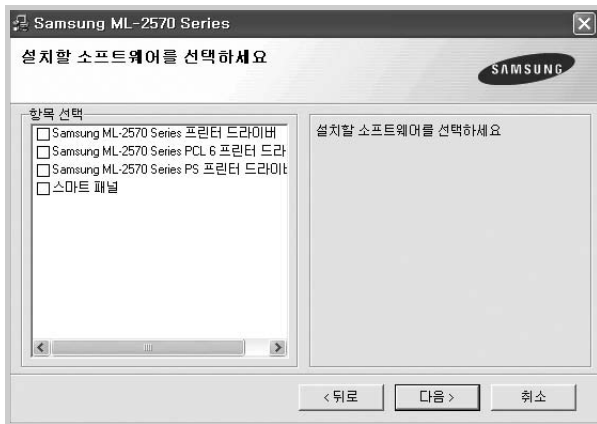 Samsung ML-2570 Series
설치할 소프트웨어를 선택하세요
SAMSUNG
항목 선택
Samsung ML-2570 Series 프린터 드라이버
Samsung ML-2570 Series PCL 6 프린터 드라
Samsung ML-2570 Series PS 프린터 드라이
스마트 패널
설치할 소프트웨어를 선택하세요
<뒤로
다음>
취소